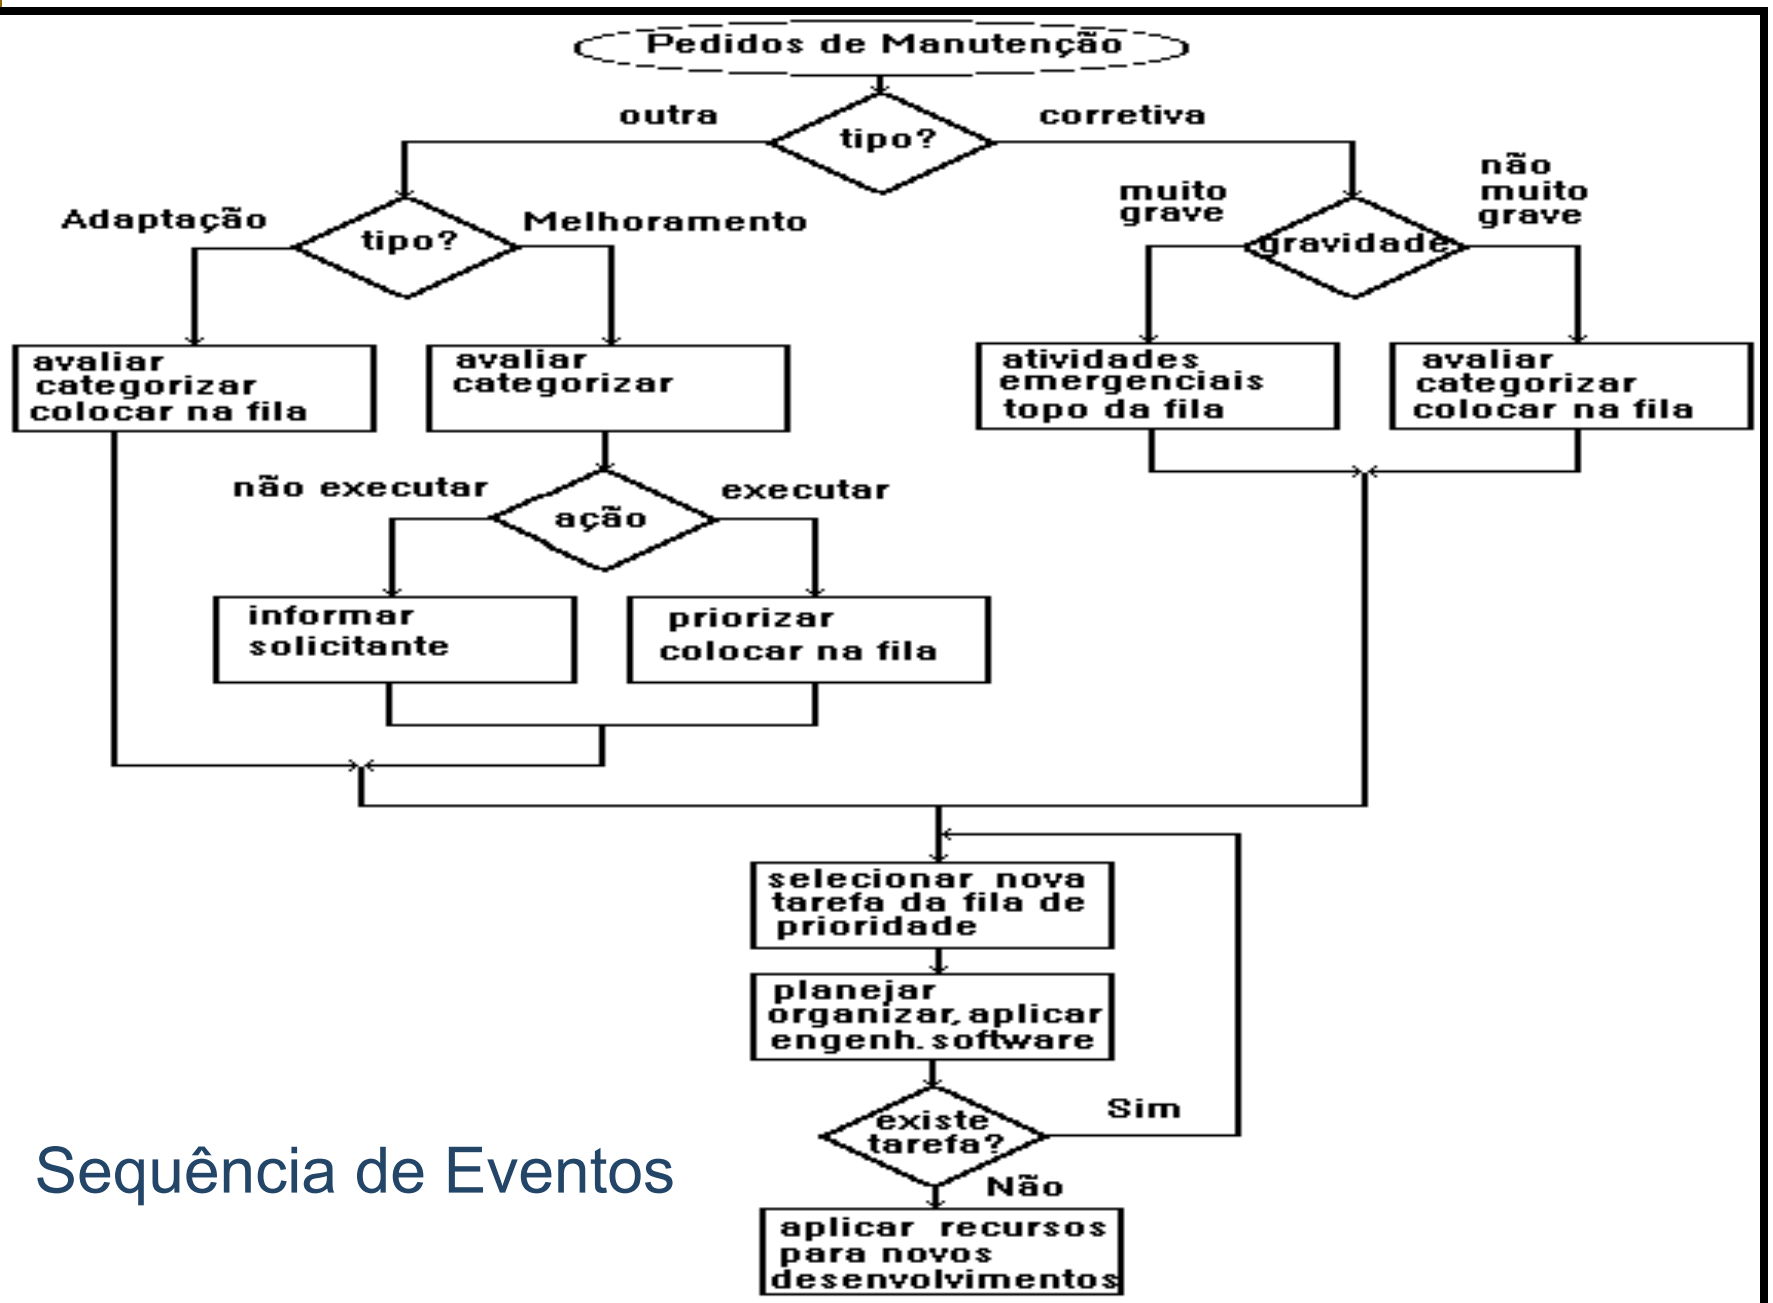 Pedidos de Manutenção
outra
corretiva
tipo?
não
muito
grave
muito
grave
Adaptação
tipo?
Melhoramento
gravidade
avaliar
categorizar
colocar na fila
avaliar
categorizar
atividades
emergenciais
topo da fila
avaliar
categorizar
colocar na fila
não executar
ação
executar
informar
solicitante
priorizar
colocar na fila
selecionar nova
tarefa da fila de
prioridade
planejar
organizar, aplicar
engenh. software
existe
tarefa?
Sim
Não
Sequência de Eventos
aplicar recursos
para novos
desenvolvimentos